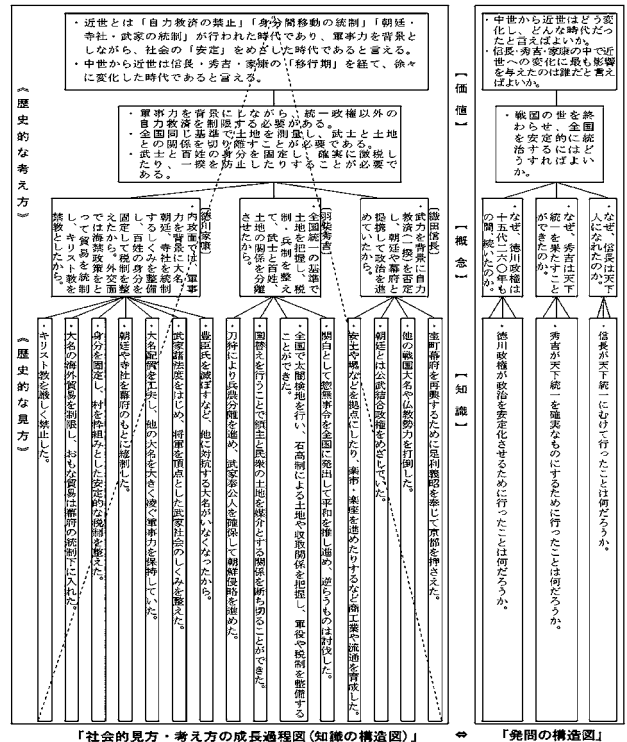 ・近世とは「自力救済の禁止」「身分間移動の統制」「朝廷・
寺社・武家の統制」が行われた時代であり、軍事力を背景と
しながら、社会の「安定」をめざした時代であると言える。
・中世から近世は信長・秀吉・家康の「移行期」を経て、徐々
に変化した時代であると言える。
・中世から近世はどう変
化し、どんな時代だっ
たと言えばよいか。
・信長・秀吉・家康の中で近
世への変化に最も影響
を与えたのは誰だと言え
ばよいか。
【価値】
《歴史的な考え方》
・軍事力を背景にしながら、統一政権以外の
自力救済を制限する必要がある。
・全国同じ基準で土地を測量し、武士と土地
との関係を切り離すことが必要である。
・武士と百姓の身分を固定し、確実に徴税し
たり、一揆を防止したりすることが必要で
ある。
・戦国の世を終
わらせ、全国
を安定的に統
治するにはど
うすればよい
か。
【概念】
〔織田信長〕
武力を背景に自力
救済(一揆)を否定
し、朝廷や幕府と
提携して政治を進
めていたから。
〔羽柴秀吉〕
全国統一の基準で
土地を把握し、税
制・兵制を整え
て、武士と百姓、
土地の関係を分離
させたから。
〔徳川家康〕
内政面では、軍事
力を背景に大名、
朝廷、寺社を統制
するしくみを整備
し、百姓の身分を
固定して税制を整
えたから。外交面
では海禁政策をと
って貿易を統制
し、キリスト教を
禁教としたから。
なぜ、信長は天下
人になれたのか。
なぜ、秀吉は天下
統一を果たすこと
ができたのか。
なぜ、徳川政権は
十五代二六〇年も
の間、続いたのか。
【知識】
《歴史的な見方》
・室町幕府を再興するために足利義昭を奉じて京都を押さえた。
・他の戦国大名や仏教勢力を打倒した。
・朝廷とは公武結合政権をめざしていた。
・安土や堺などを拠点にしたり、楽市・楽座を進めたりするなど商工業や流通を育成した。
・関白として惣無事令を全国に発出して平和を推し進め、逆らうものは討伐した。
・全国で太閤検地を行い、石高制による土地や収取関係を把握し、軍役や税制を整備する
ことができた。
・国替えを行うことで領主と民衆の土地を媒介とする関係を断ち切ることができた。
・刀狩により兵農分離を進め、武家奉公人を確保して朝鮮侵略を進めた。
・豊臣氏を滅ぼすなど、他に対抗する大名がいなくなったから。
・武家諸法度をはじめ、将軍を頂点とした武家社会のしくみを整えた。
・大名配置を工夫し、他の大名を大きく凌ぐ軍事力を保持していた。
・朝廷や寺社を幕府のもとに統制した。
・身分を固定し、村を枠組みとした安定的な税制を整えた。
・大名の海外貿易を制限し、おもな貿易は幕府の統制下に入れた。
・キリスト教を厳しく禁止した。
・信長が天下統一にむけて行ったことは何だろうか。
・秀吉が天下統一を確実なものにするために行ったことは何だろうか。
・徳川政権が政治を安定化させるために行ったことは何だろうか。
「社会的見方・考え方の成長過程図(知識の構造図)」 ⇔ 「発問の構造図」